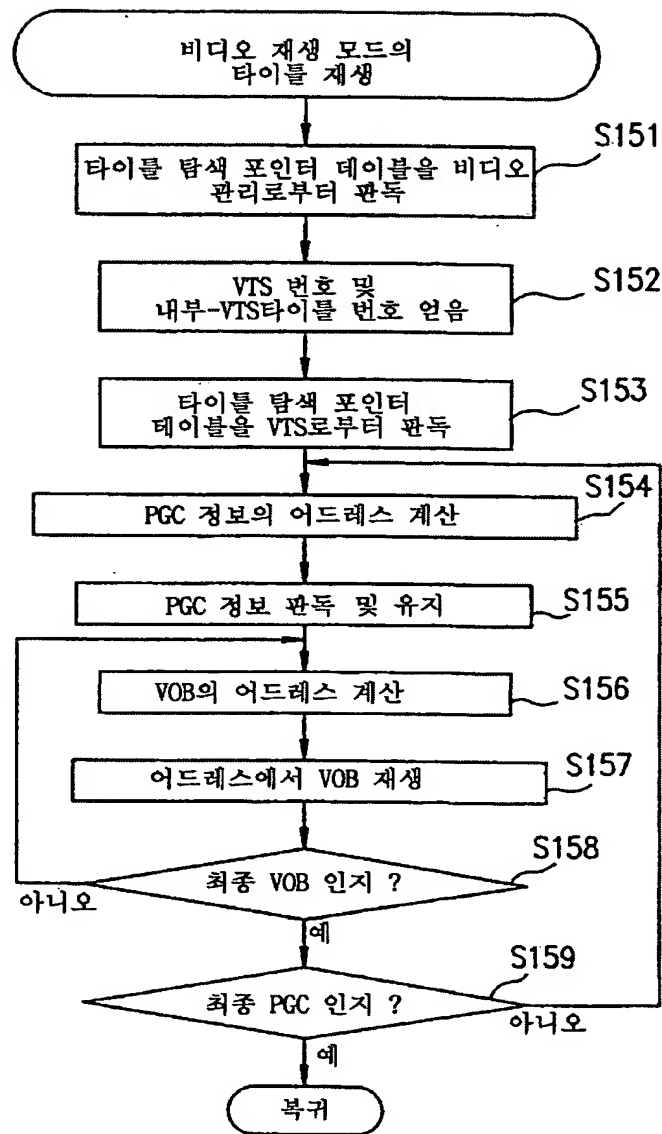 비디오 재생 모드의
타이틀 재생
S151
타이틀 탐색 포인터 테이블을 비디오
관리로부터 판독
S152
VTS 번호 및
내부-VTS타이틀 번호 얻음
S153
타이틀 탐색 포인터
테이블을 VTS로부터 판독
S154
PGC 정보의 어드레스 계산
S155
PGC 정보 판독 및 유지
S156
VOB의 어드레스 계산
S157
어드레스에서 VOB 재생
S158
최종 VOB 인지 ?
아니오
예
S159
최종 PGC 인지 ?
아니오
예
복귀